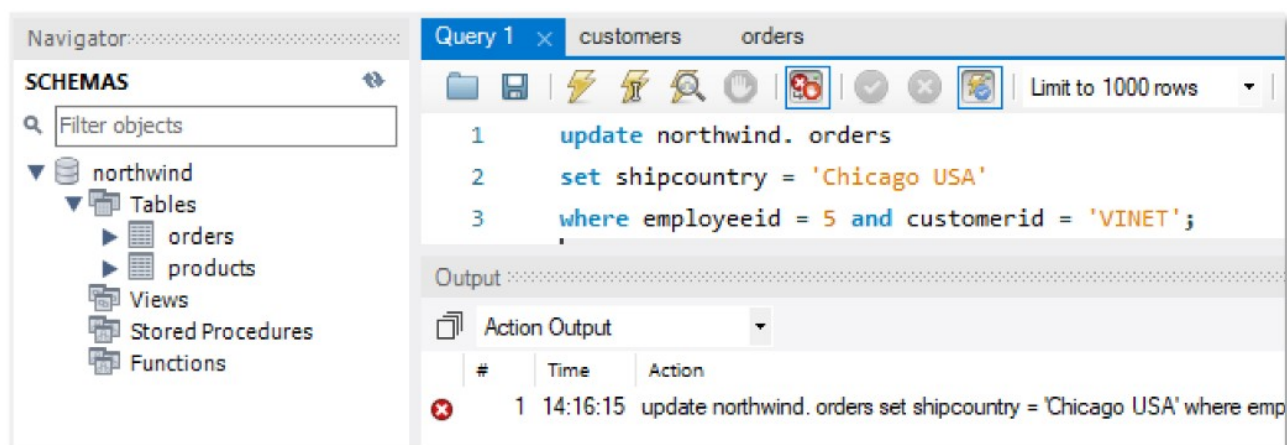 Navigator
SCHEMAS
Filter objects
northwind
Tables
orders
products
Views
Stored Procedures
Functions
Query 1 customers orders
Limit to 1000 rows
1 update northwind. orders
2 set shipcountry = 'Chicago USA'
3 where employeeid = 5 and customerid = 'VINET';
Output
Action Output
# Time Action
1 14:16:15 update northwind. orders set shipcountry = 'Chicago USA' where emp